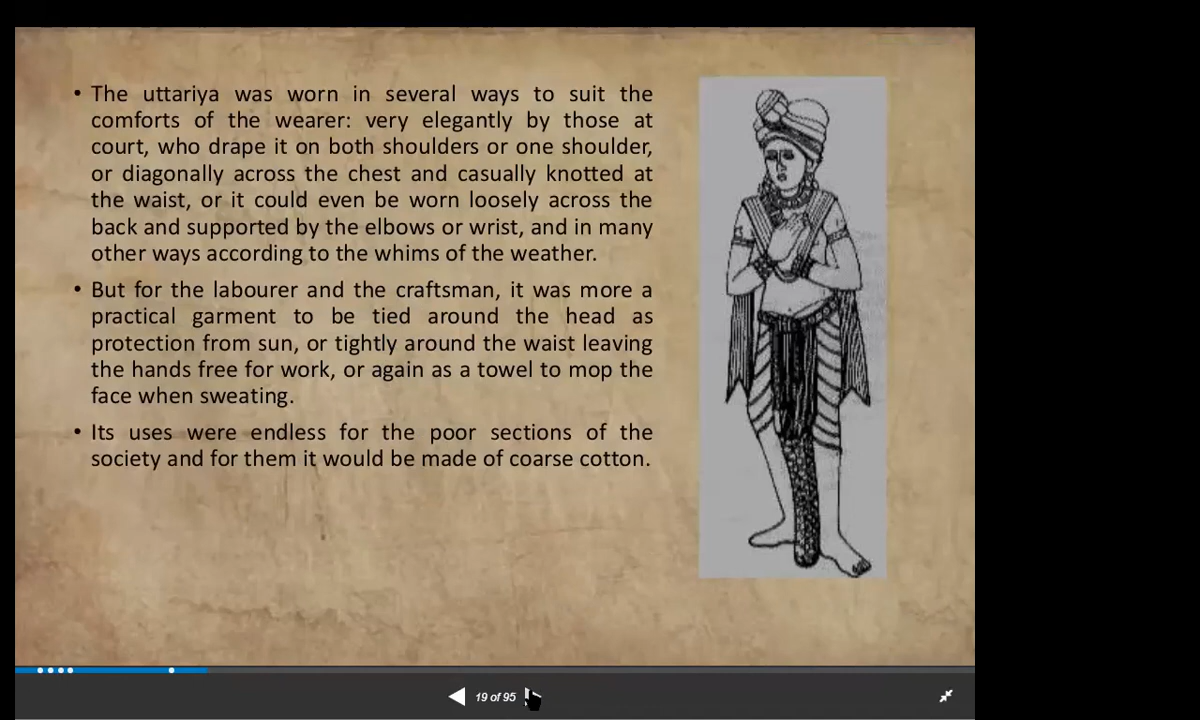 • The uttariya was worn in several ways to suit the
comforts of the wearer: very elegantly by those at
court, who drape it on both shoulders or one shoulder,
or diagonally across the chest and casually knotted at
the waist, or it could even be worn loosely across the
back and supported by the elbows or wrist, and in many
other ways according to the whims of the weather.
• But for the labourer and the craftsman, it was more a
practical garment to be tied around the head as
protection from sun, or tightly around the waist leaving
the hands free for work, or again as a towel to mop the
face when sweating.
• Its uses were endless for the poor sections of the
society and for them it would be made of coarse cotton.
19 of 95